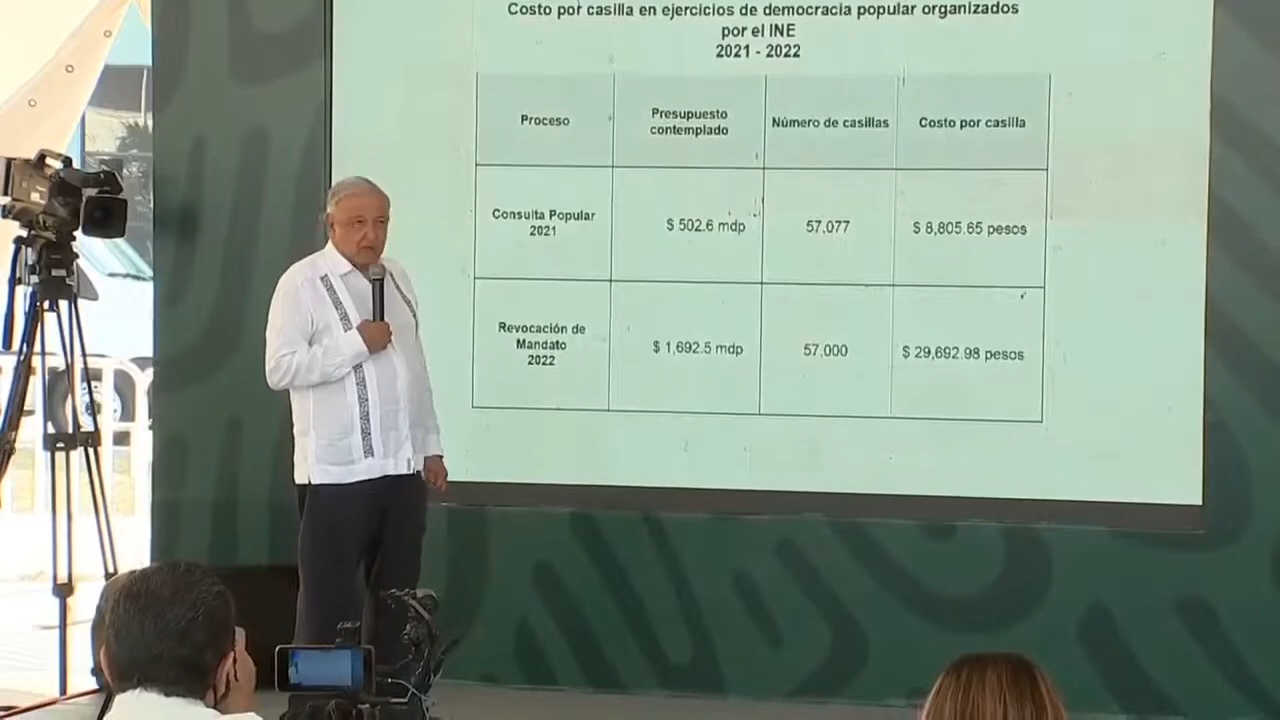 Costo por casilla en ejercicios de democracia popular organizados
por el INE
2021 - 2022
Proceso
Presupuesto
contemplado
Número de casillas
Costo por casilla
Consulta Popular
2021
$ 502.6 mdp
57,077
$ 8,805.65 pesos
Revocación de
Mandato
2022
$ 1,692.5 mdp
57,000
$ 29,692.98 pesos